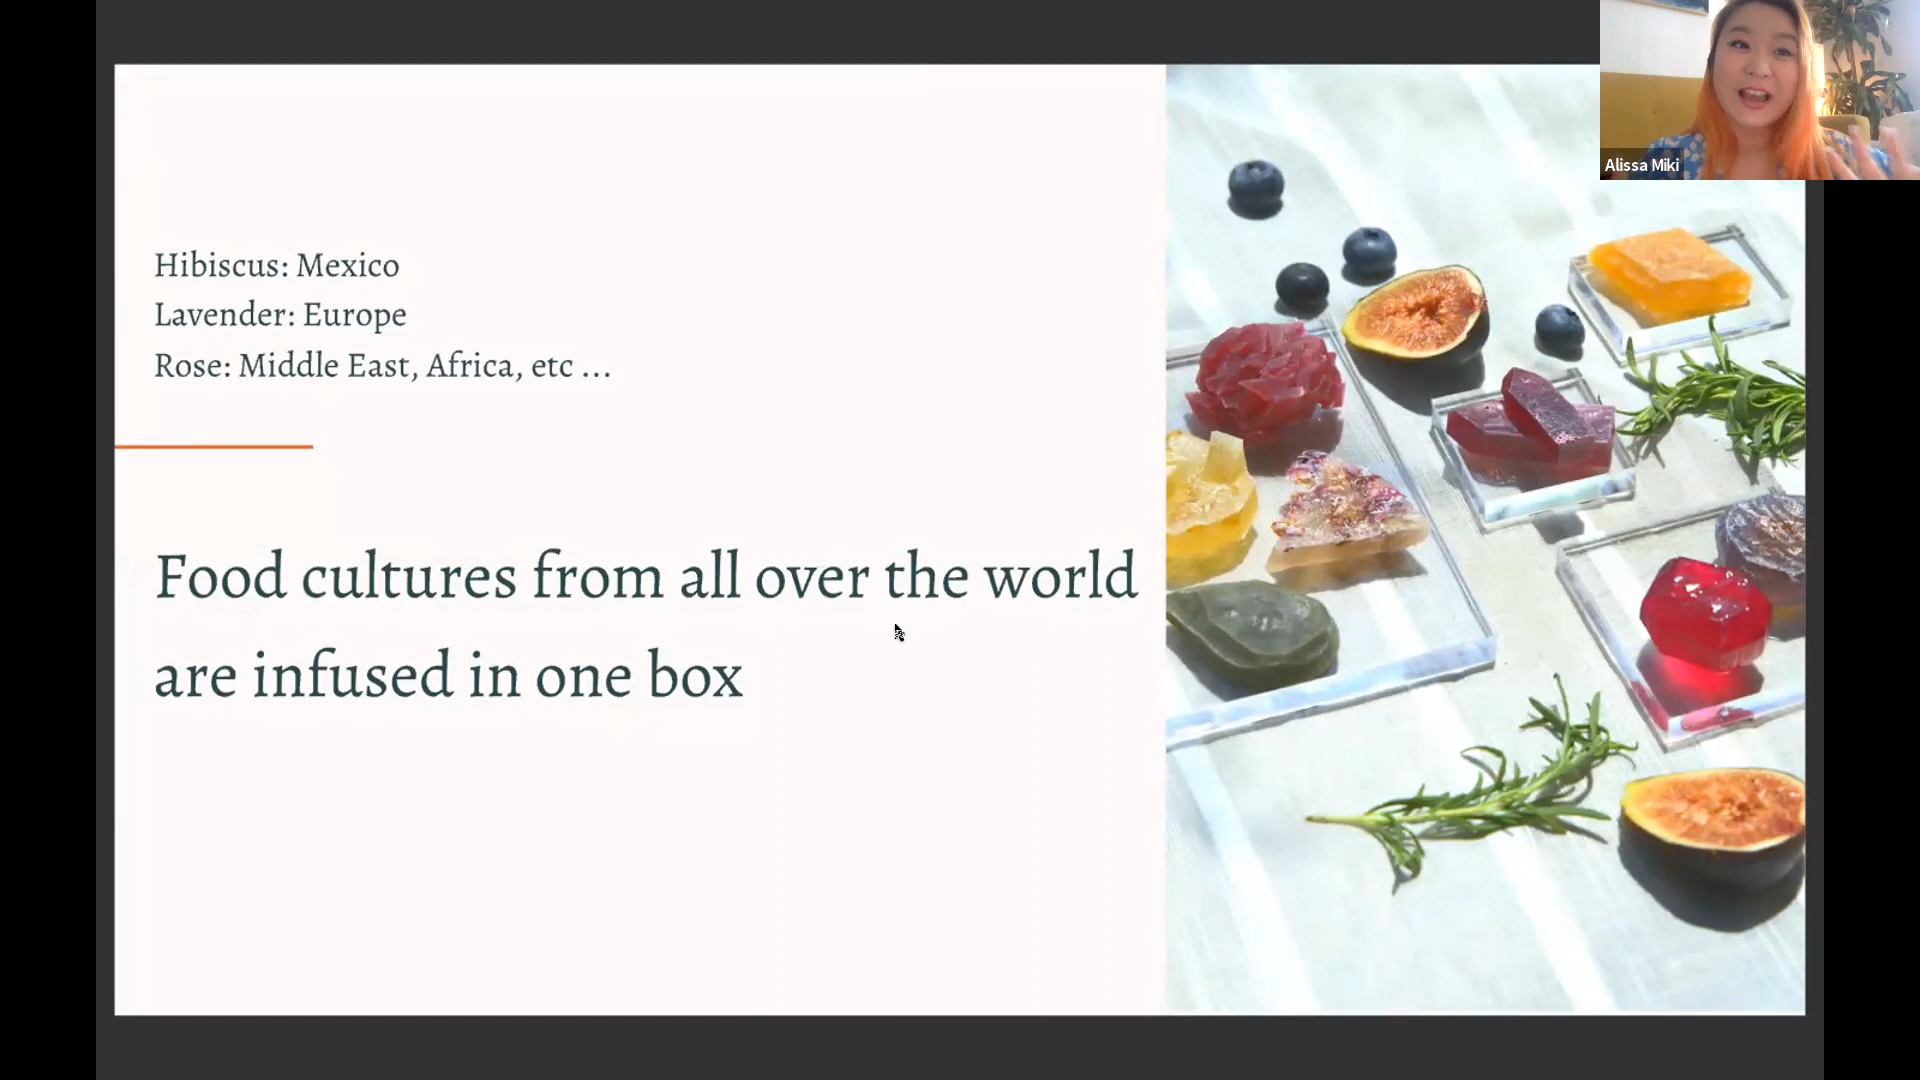 Hibiscus: Mexico
Lavender: Europe
Rose: Middle East, Africa, etc ...
Food cultures from all over the world
are infused in one box
Alissa Miki